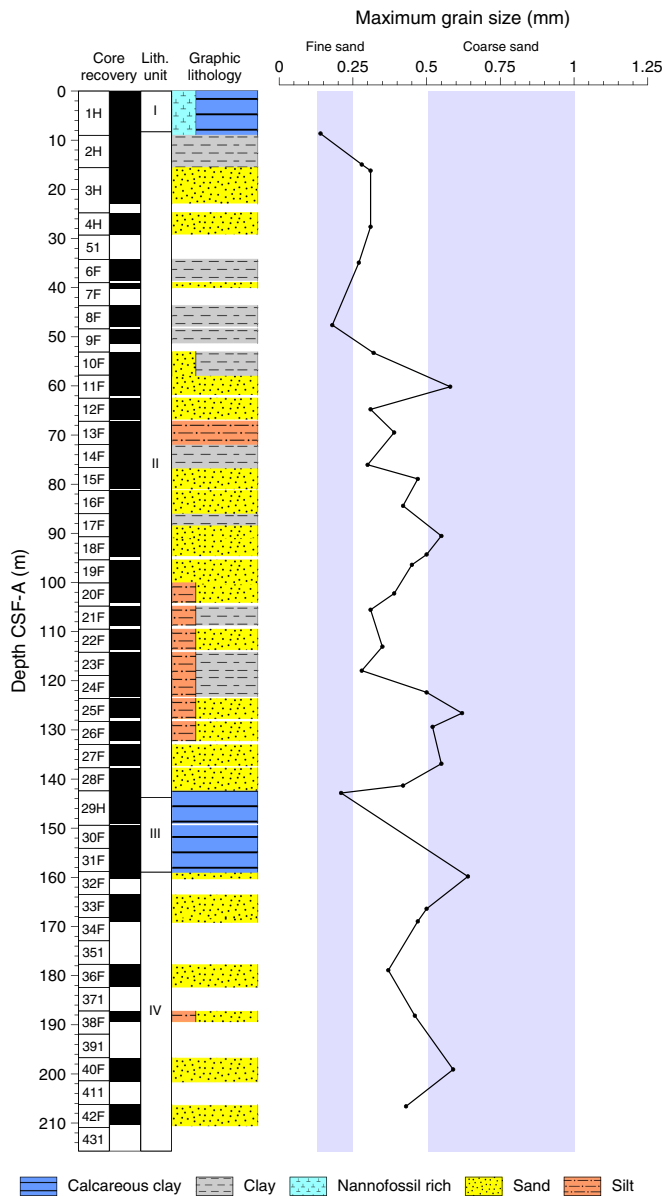 Maximum grain size (mm)
Fine sand Coarse sand
0 0.25 0.5 0.75 1 1.25
Core recovery
Lith. unit
Graphic lithology
Depth CSF-A (m)
0
10
20
30
40
50
60
70
80
90
100
110
120
130
140
150
160
170
180
190
200
210
1H
2H
3H
4H
51
6F
7F
8F
9F
10F
11F
12F
13F
14F
15F
16F
17F
18F
19F
20F
21F
22F
23F
24F
25F
26F
27F
28F
29H
30F
31F
32F
33F
34F
351
36F
371
38F
391
40F
411
42F
431
I
II
III
IV
Calcareous clay Clay Nannofossil rich Sand Silt